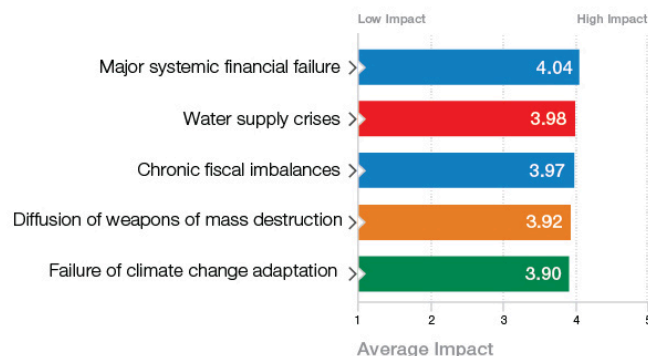 Low Impact High Impact
Major systemic financial failure 4.04
Water supply crises 3.98
Chronic fiscal imbalances 3.97
Diffusion of weapons of mass destruction 3.92
Failure of climate change adaptation 3.90
1 2 3 4 5
Average Impact